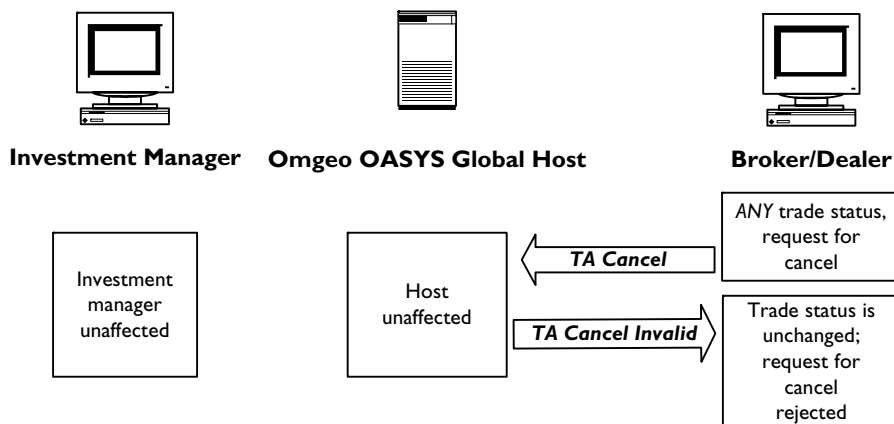 Investment Manager
Omgeo OASYS Global Host
Broker/Dealer
ANY trade status,
request for
cancel
TA Cancel
Investment
manager
unaffected
Host
unaffected
TA Cancel Invalid
Trade status is
unchanged;
request for
cancel
rejected